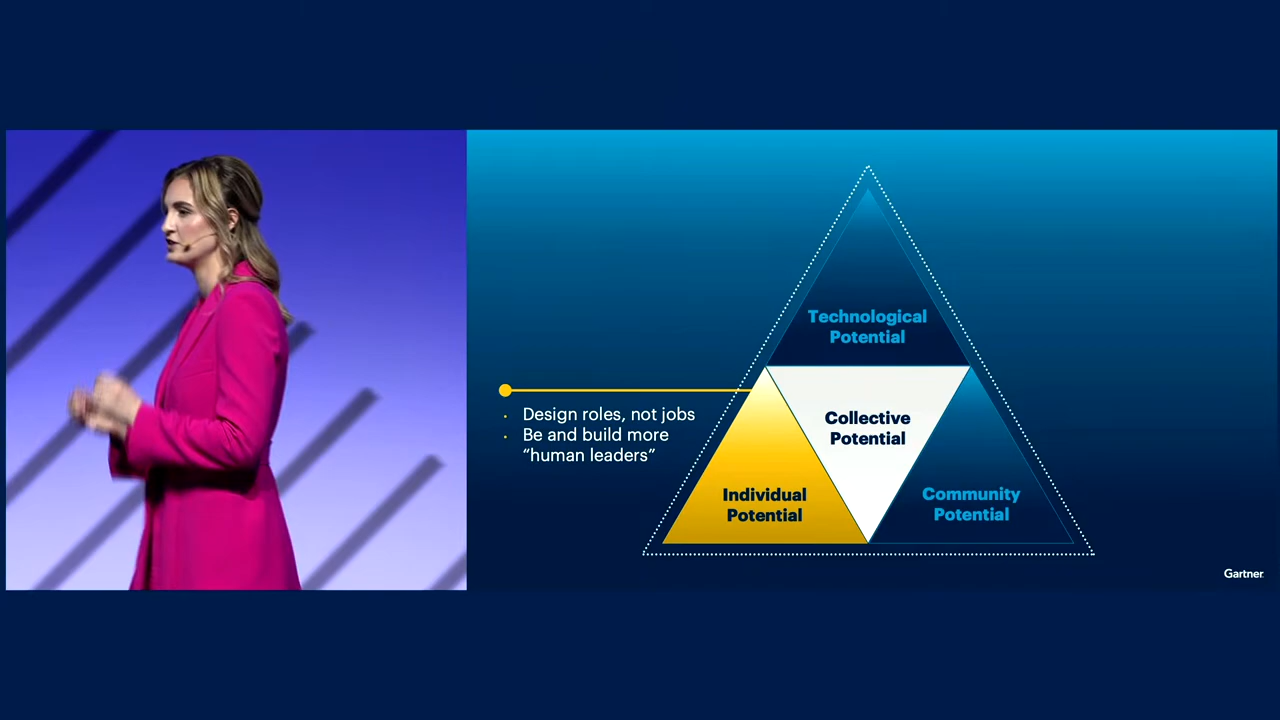 Technological
Potential
Design roles, not jobs
Be and build more
“human leaders”
Collective
Potential
Individual
Potential
Community
Potential
Gartner